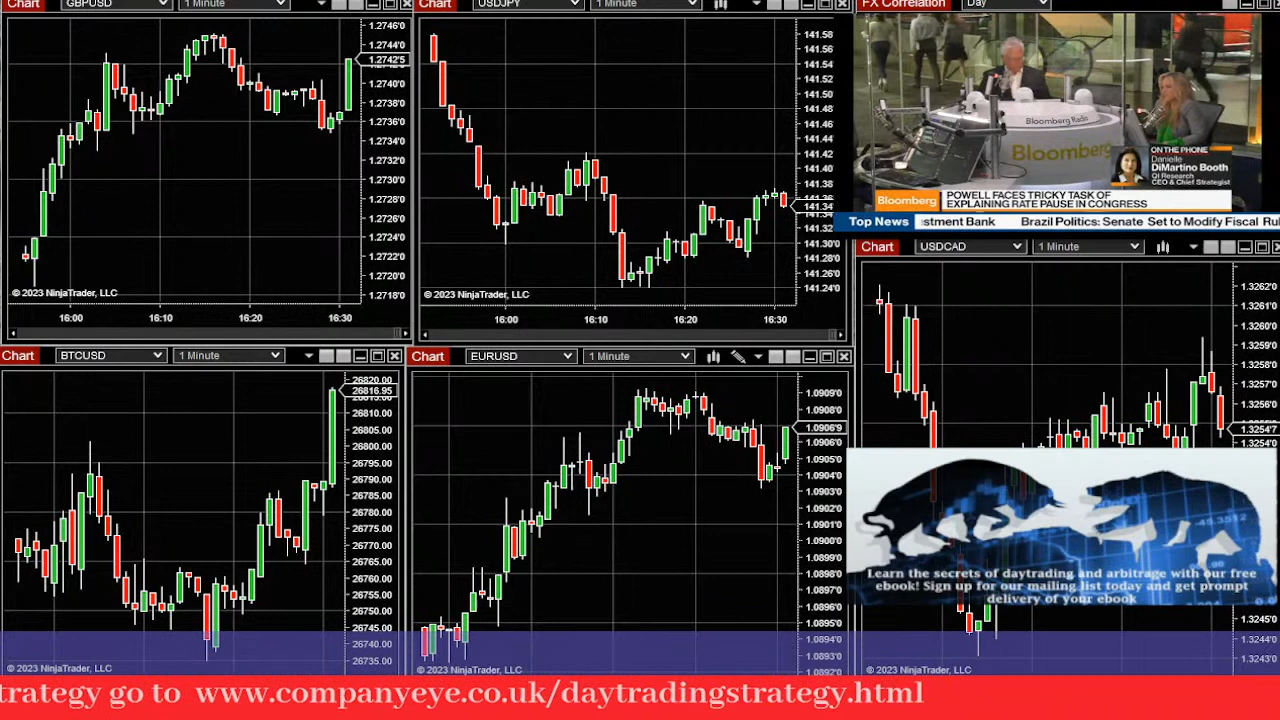 Chart GBPUSD 1 Minute
1.2746'0
1.2744'0
1.2742'5
1.2740'0
1.2738'0
1.2736'0
1.2734'0
1.2732'0
1.2730'0
1.2728'0
1.2726'0
1.2724'0
1.2722'0
1.2720'0
1.2718'0
© 2023 NinjaTrader, LLC
16:00 16:10 16:20 16:30
Chart USDJPY 1 Minute
141.58
141.54
141.51
141.48
141.44
141.42
141.40
141.38
141.34
141.32
141.30
141.28
141.26
141.24
© 2023 NinjaTrader, LLC
16:00 16:10 16:20 16:30
FX Correlation Day
Bloomberg Radio
Bloomberg
ON THE PHONE
Danielle
DiMartino Booth
QI Research
CEO & Chief Strategist
Bloomberg
POWELL FACES TRICKY TASK OF
EXPLAINING RATE PAUSE IN CONGRESS
Top News stment Bank Brazil Politics: Senate Set to Modify Fiscal Rul
Chart USDCAD 1 Minute
1.3262'0
1.3261'0
1.3260'0
1.3259'0
1.3258'0
1.3257'0
1.3256'0
1.3254'7
1.3254'0
1.3245'0
1.3244'0
1.3243'0
© 2023 NinjaTrader, LLC
Chart BTCUSD 1 Minute
26820.00
26816.95
26810.00
26805.00
26800.00
26795.00
26790.00
26785.00
26780.00
26775.00
26770.00
26765.00
26760.00
26755.00
26750.00
26745.00
26740.00
26735.00
© 2023 NinjaTrader, LLC
Chart EURUSD 1 Minute
1.0909'0
1.0908'0
1.0906'9
1.0906'0
1.0905'0
1.0904'0
1.0903'0
1.0902'0
1.0901'0
1.0900'0
1.0899'0
1.0898'0
1.0897'0
1.0896'0
1.0895'0
1.0894'0
1.0893'0
1.0892'0
© 2023 NinjaTrader, LLC
Learn the secrets of daytrading and arbitrage with our free
ebook! Sign up for our mailing list today and get prompt
delivery of your ebook
trategy go to www.companyeye.co.uk/daytradingstrategy.html